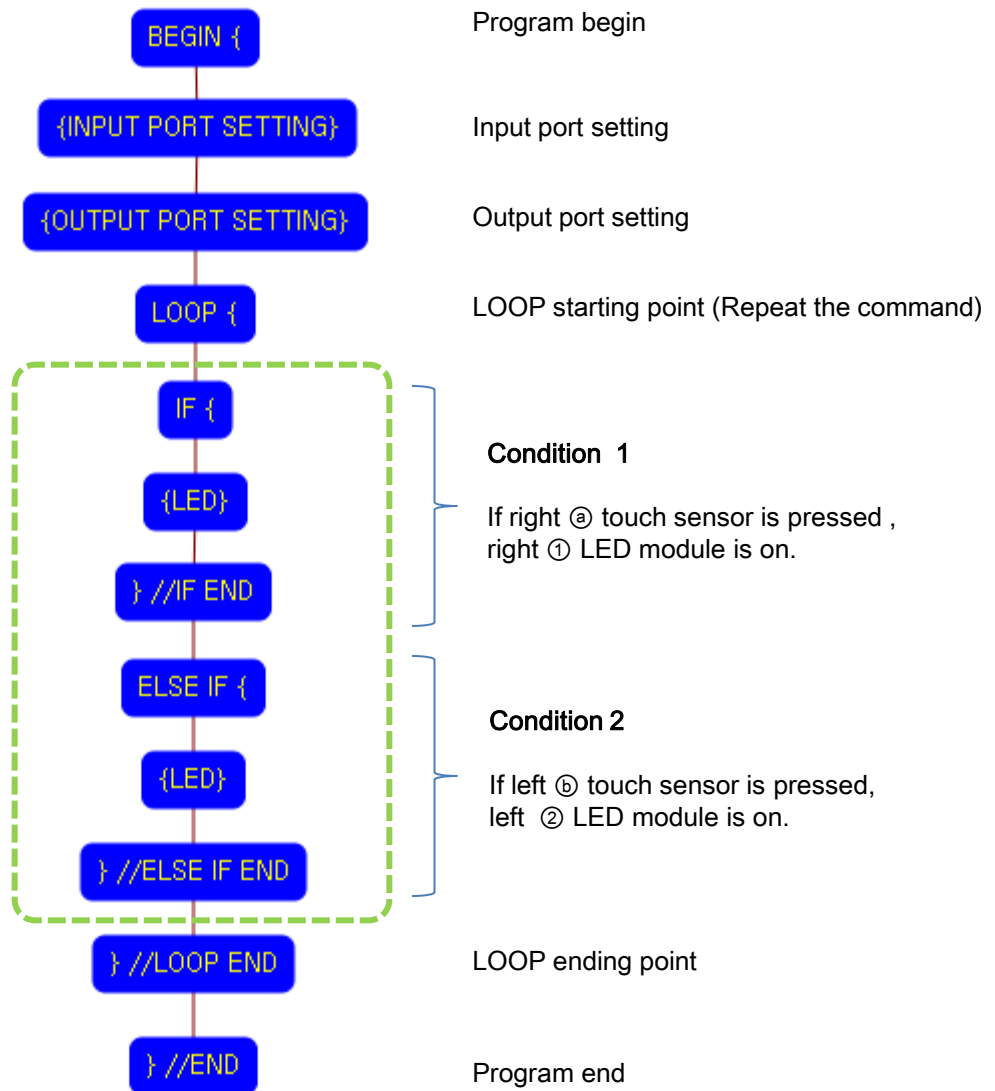 BEGIN {
Program begin
{INPUT PORT SETTING}
Input port setting
{OUTPUT PORT SETTING}
Output port setting
LOOP {
LOOP starting point (Repeat the command)
IF {
{LED}
} //IF END
Condition 1
If right ⓐ touch sensor is pressed ,
right ① LED module is on.
ELSE IF {
{LED}
} //ELSE IF END
Condition 2
If left ⓑ touch sensor is pressed,
left ② LED module is on.
} //LOOP END
LOOP ending point
} //END
Program end